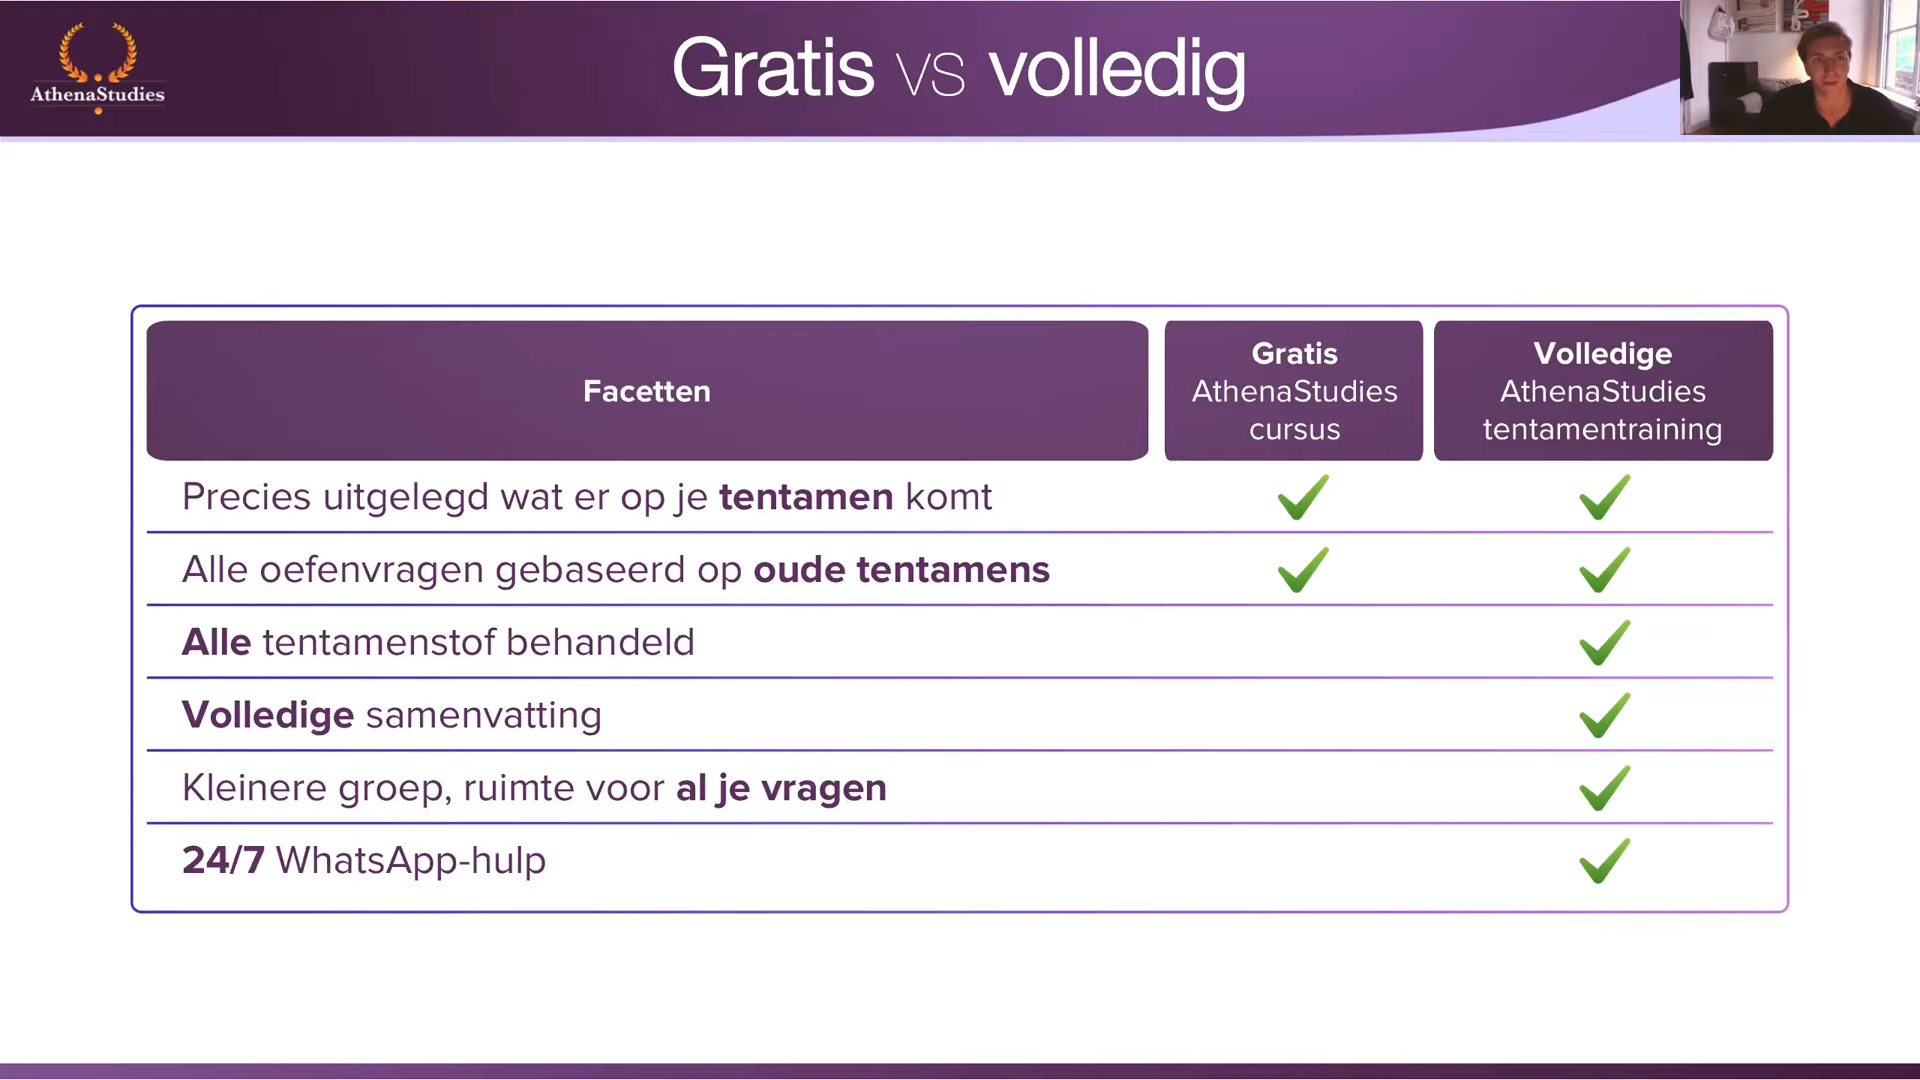 AthenaStudies
Gratis vs volledig
Facetten
Gratis
AthenaStudies
cursus
Volledige
AthenaStudies
tentamentraining
Precies uitgelegd wat er op je tentamen komt
Alle oefenvragen gebaseerd op oude tentamens
Alle tentamenstof behandeld
Volledige samenvatting
Kleinere groep, ruimte voor al je vragen
24/7 WhatsApp-hulp